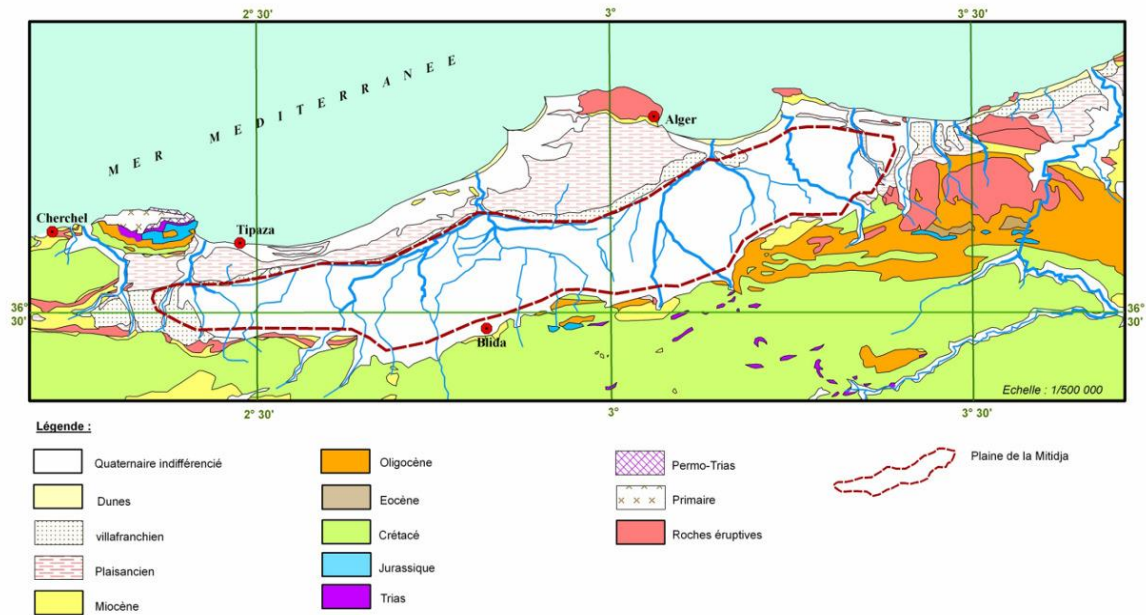 2° 30'
3°
3° 30'
MER MEDITERRANEE
Alger
Cherchel
Tipaza
36°
30'
36°
30'
Blida
Echelle : 1/500 000
2° 30'
3°
3° 30'
Légende :
Quaternaire indifférencié
Dunes
villafranchien
Plaisancien
Miocène
Oligocène
Eocène
Crétacé
Jurassique
Trias
Permo-Trias
Primaire
Roches éruptives
Plaine de la Mitidja